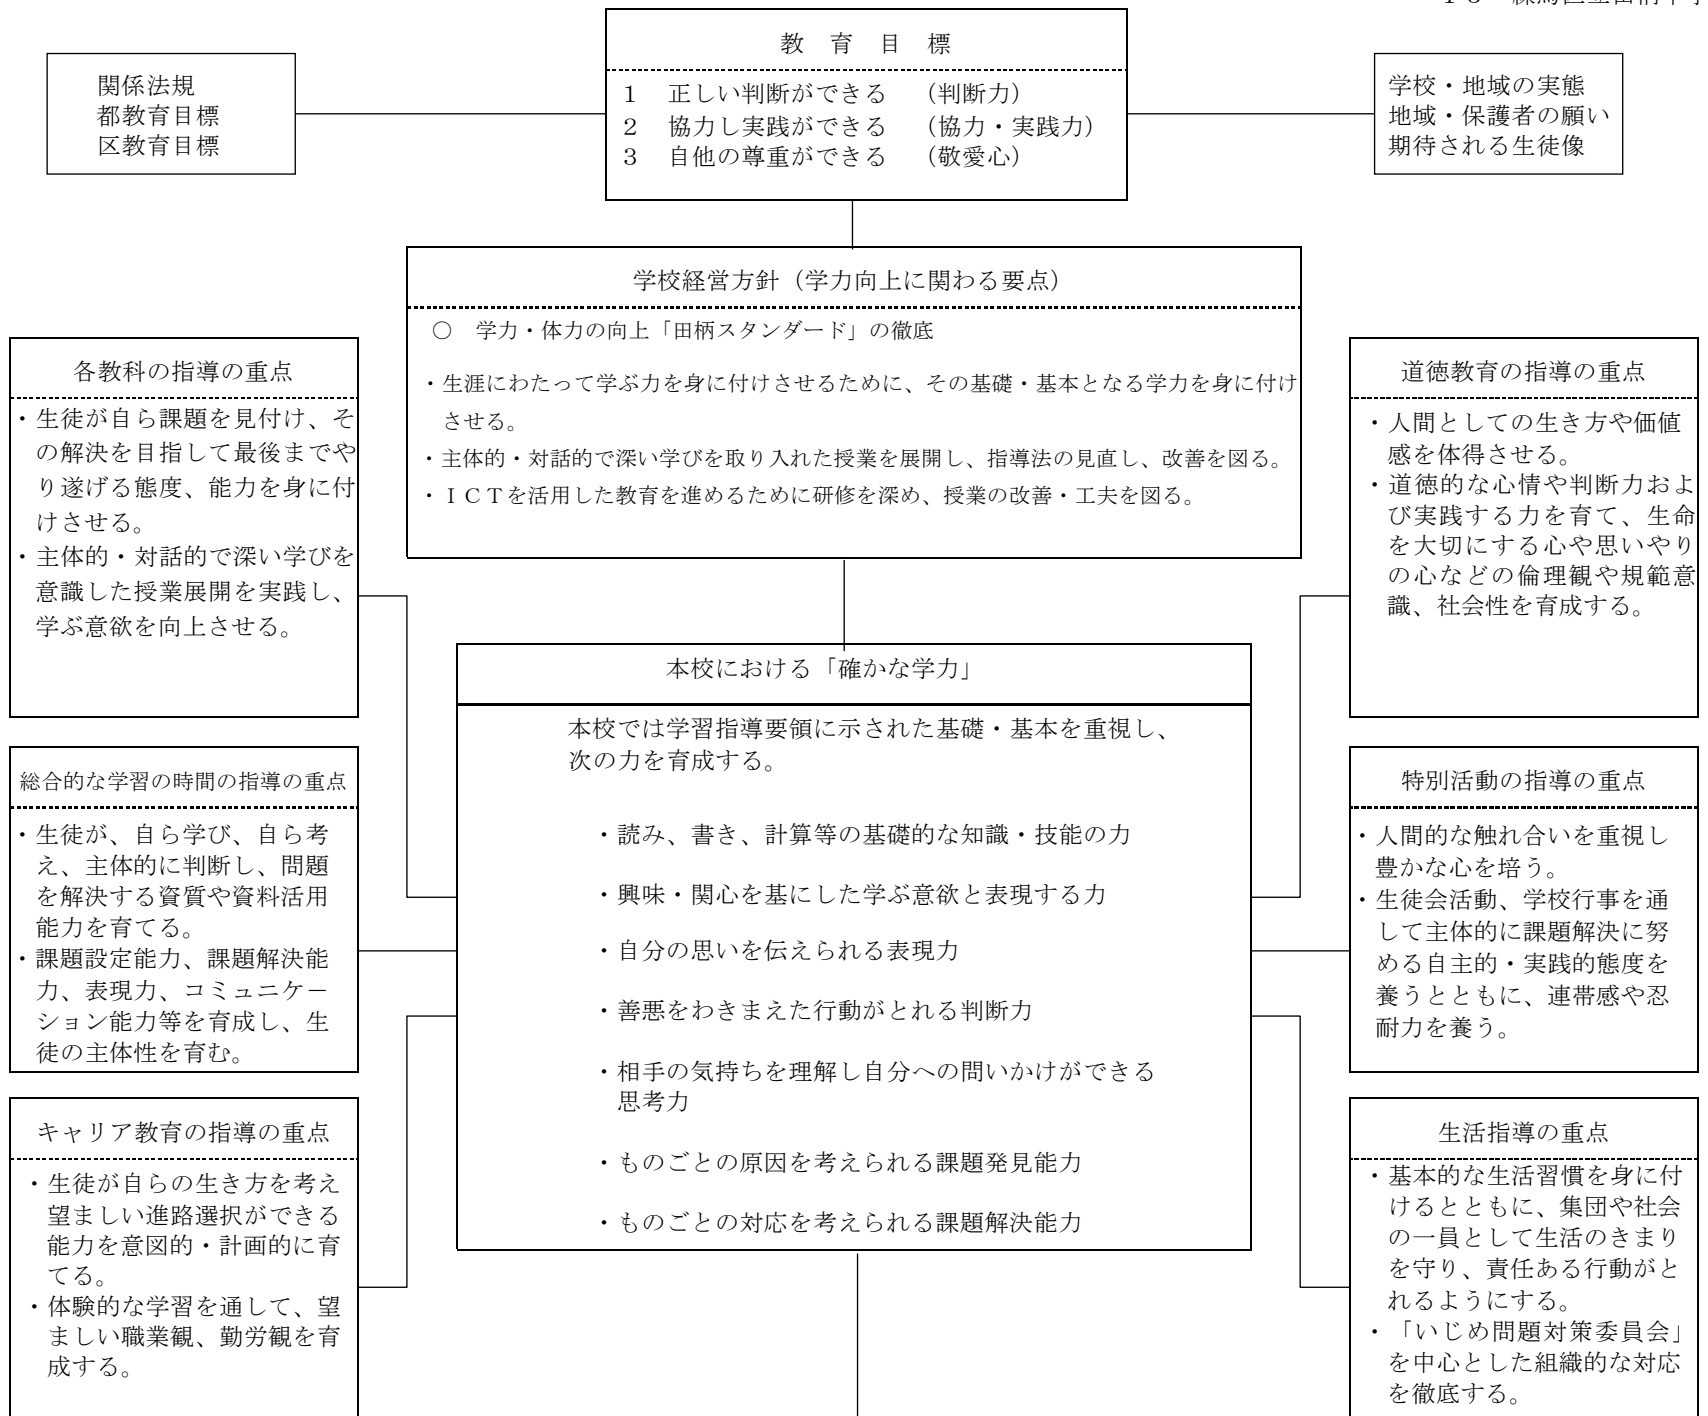 関係法規
都教育目標
区教育目標
教　育　目　標
１　正しい判断ができる　（判断力）
２　協力し実践ができる　（協力・実践力）
３　自他の尊重ができる　（敬愛心）
学校・地域の実態
地域・保護者の願い
期待される生徒像
学校経営方針（学力向上に関わる要点）
○　学力・体力の向上「田柄スタンダード」の徹底
・生涯にわたって学ぶ力を身に付けさせるために、その基礎・基本となる学力を身に付け
させる。
・主体的・対話的で深い学びを取り入れた授業を展開し、指導法の見直し、改善を図る。
・ＩＣＴを活用した教育を進めるために研修を深め、授業の改善・工夫を図る。
各教科の指導の重点
・生徒が自ら課題を見付け、そ
の解決を目指して最後までや
り遂げる態度、能力を身に付
けさせる。
・主体的・対話的で深い学びを
意識した授業展開を実践し、
学ぶ意欲を向上させる。
道徳教育の指導の重点
・人間としての生き方や価値
感を体得させる。
・道徳的な心情や判断力およ
び実践する力を育て、生命
を大切にする心や思いやり
の心などの倫理観や規範意
識、社会性を育成する。
本校における「確かな学力」
本校では学習指導要領に示された基礎・基本を重視し、
次の力を育成する。
・読み、書き、計算等の基礎的な知識・技能の力
・興味・関心を基にした学ぶ意欲と表現する力
・自分の思いを伝えられる表現力
・善悪をわきまえた行動がとれる判断力
・相手の気持ちを理解し自分への問いかけができる
思考力
・ものごとの原因を考えられる課題発見能力
・ものごとの対応を考えられる課題解決能力
総合的な学習の時間の指導の重点
・生徒が、自ら学び、自ら考
え、主体的に判断し、問題
を解決する資質や資料活用
能力を育てる。
・課題設定能力、課題解決能
力、表現力、コミュニケー
ション能力等を育成し、生
徒の主体性を育む。
特別活動の指導の重点
・人間的な触れ合いを重視し
豊かな心を培う。
・生徒会活動、学校行事を通
して主体的に課題解決に努
める自主的・実践的態度を
養うとともに、連帯感や忍
耐力を養う。
キャリア教育の指導の重点
・生徒が自らの生き方を考え
望ましい進路選択ができる
能力を意図的・計画的に育
てる。
・体験的な学習を通して、望
ましい職業観、勤労観を育
成する。
生活指導の重点
・基本的な生活習慣を身に付
けるとともに、集団や社会
の一員として生活のきまり
を守り、責任ある行動がと
れるようにする。
・「いじめ問題対策委員会」
を中心とした組織的な対応
を徹底する。